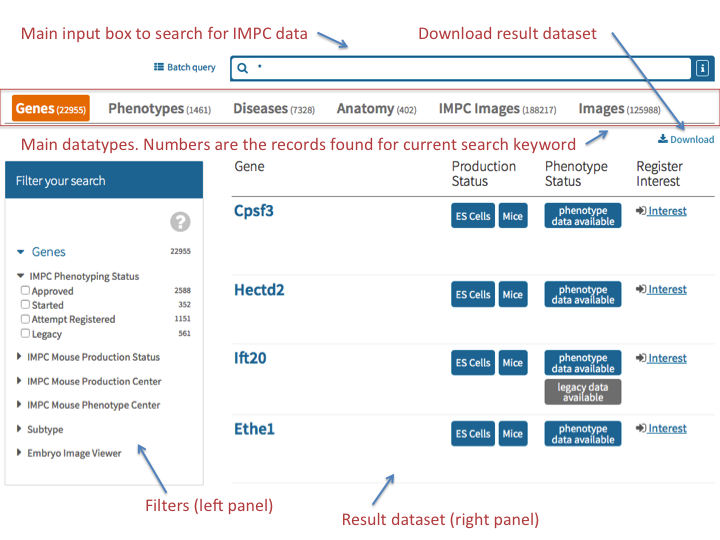 Main input box to search for IMPC data
Download result dataset
Batch query
*
i
Genes (22955) Phenotypes (1461) Diseases (7328) Anatomy (402) IMPC Images (188217) Images (125988)
Main datatypes. Numbers are the records found for current search keyword
Download
Filter your search
?
Genes 22955
IMPC Phenotyping Status
Approved 2588
Started 352
Attempt Registered 1151
Legacy 561
IMPC Mouse Production Status
IMPC Mouse Production Center
IMPC Mouse Phenotype Center
Subtype
Embryo Image Viewer
Gene
Production
Status
Phenotype
Status
Register
Interest
Cpsf3
ES Cells Mice
phenotype
data available
Interest
Hectd2
ES Cells Mice
phenotype
data available
Interest
Ift20
ES Cells Mice
phenotype
data available
legacy data
available
Interest
Ethe1
ES Cells Mice
phenotype
data available
Interest
Filters (left panel)
Result dataset (right panel)